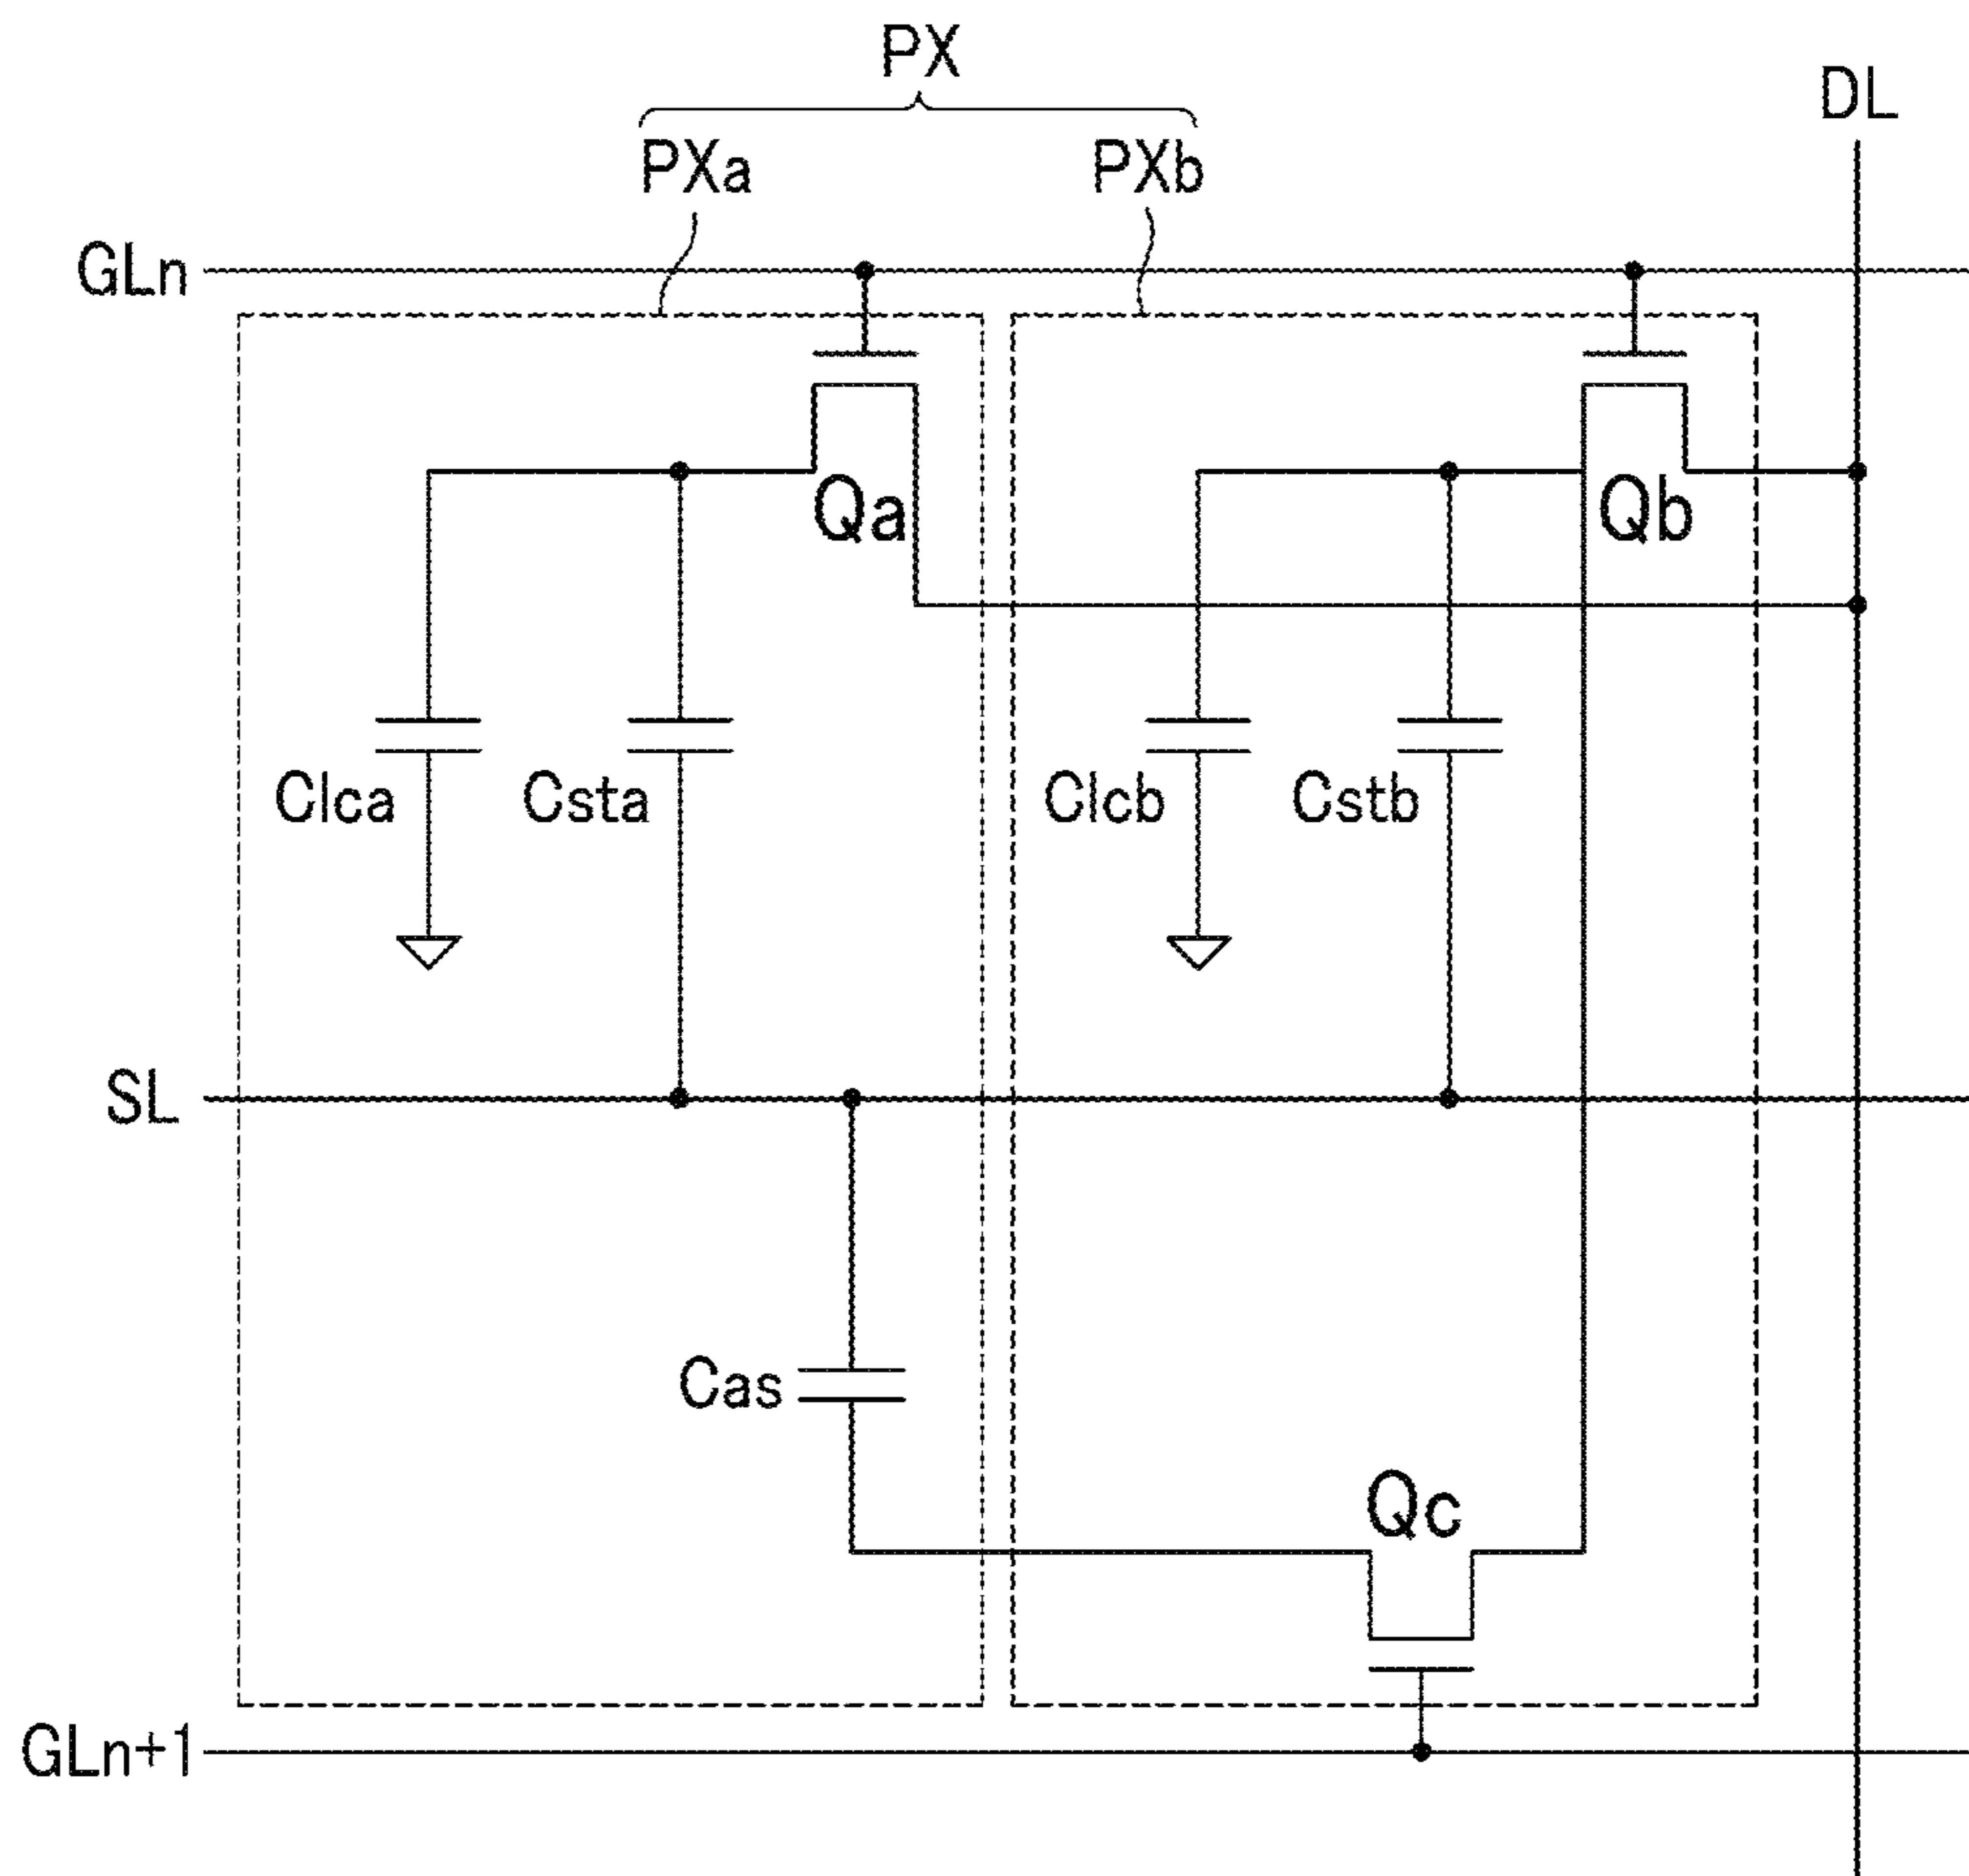 PX
DL
PXa PXb
GLn
Qa Qb
Clca Csta Clcb Cstb
SL
Cas
Qc
GLn+1